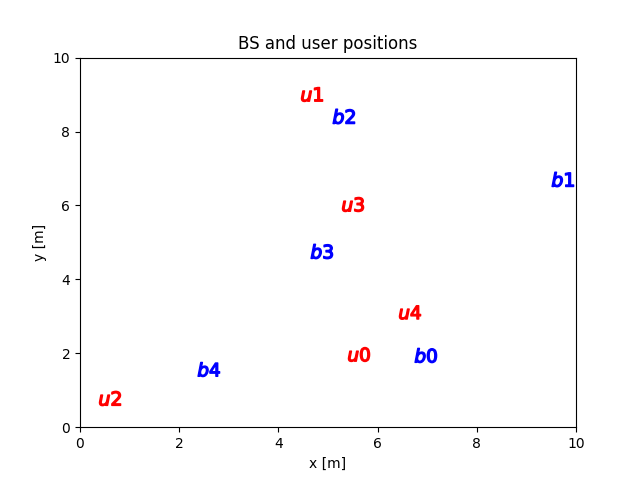 BS and user positions
10
8
6
4
2
0
y [m]
u1
b2
b1
u3
b3
u4
u0
b0
b4
u2
0 2 4 6 8 10
x [m]